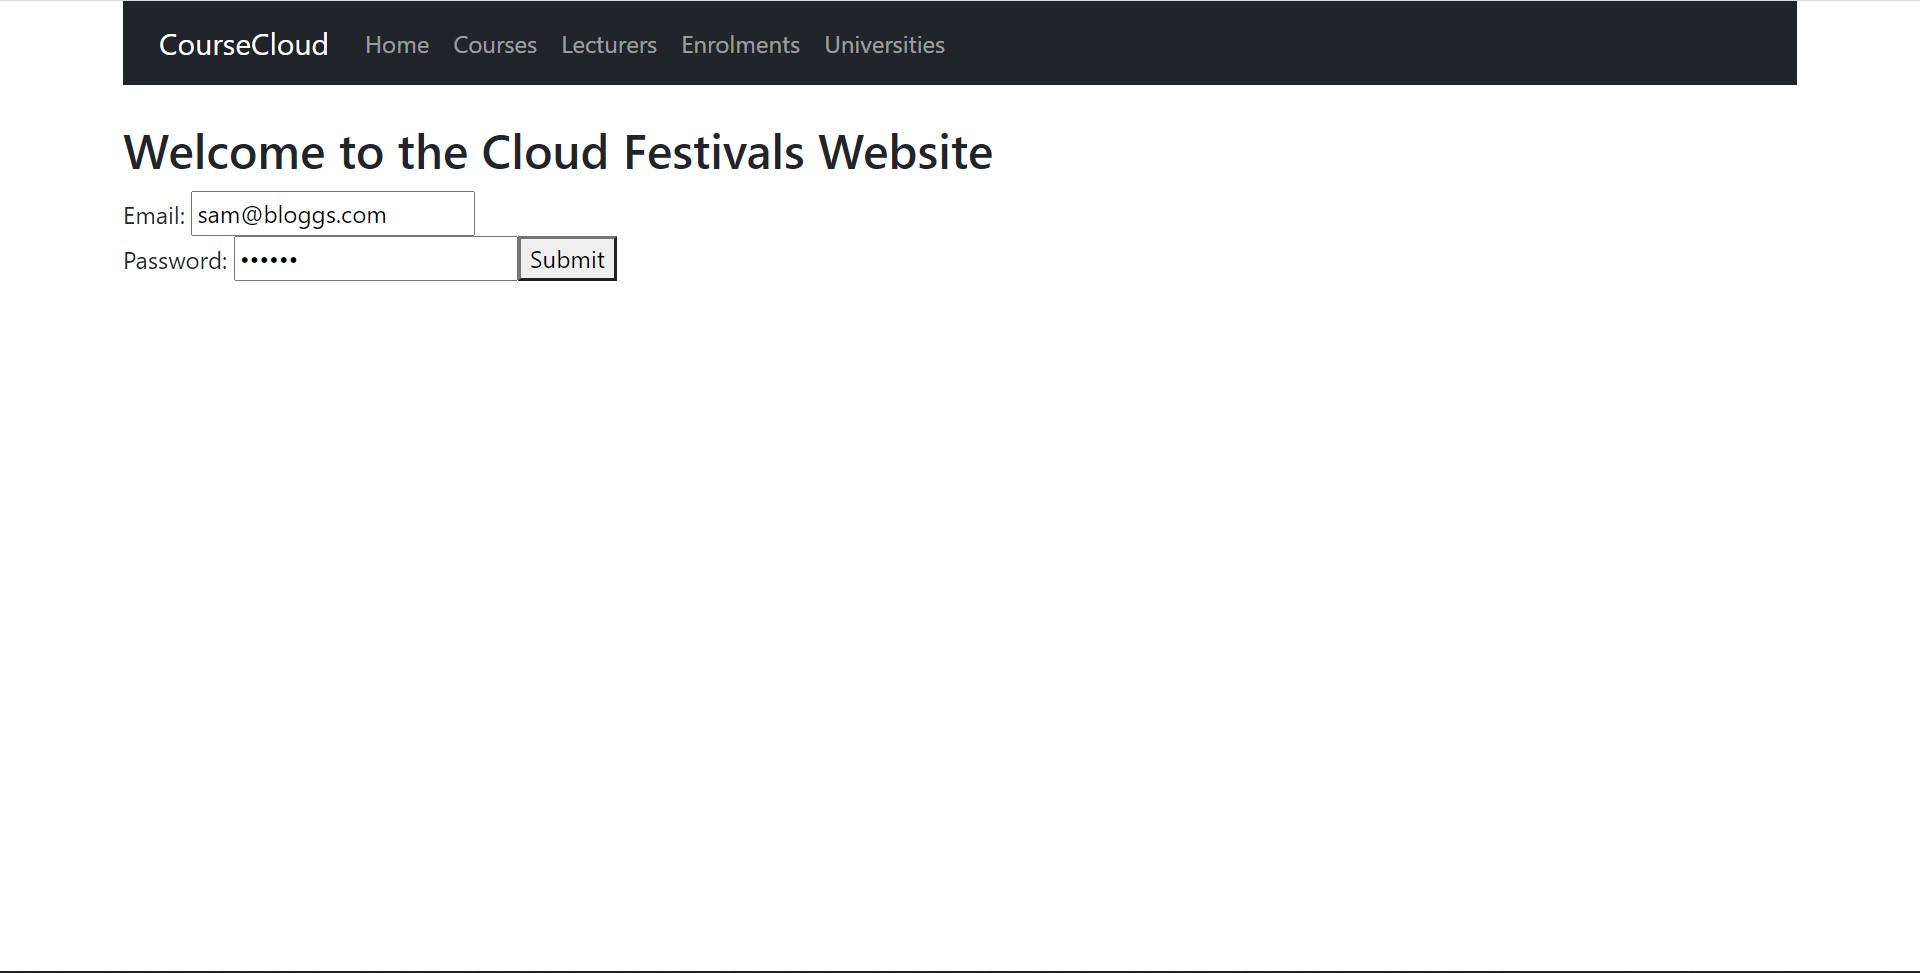 CourseCloud Home Courses Lecturers Enrolments Universities
Welcome to the Cloud Festivals Website
Email: sam@bloggs.com
Password: •••••• Submit